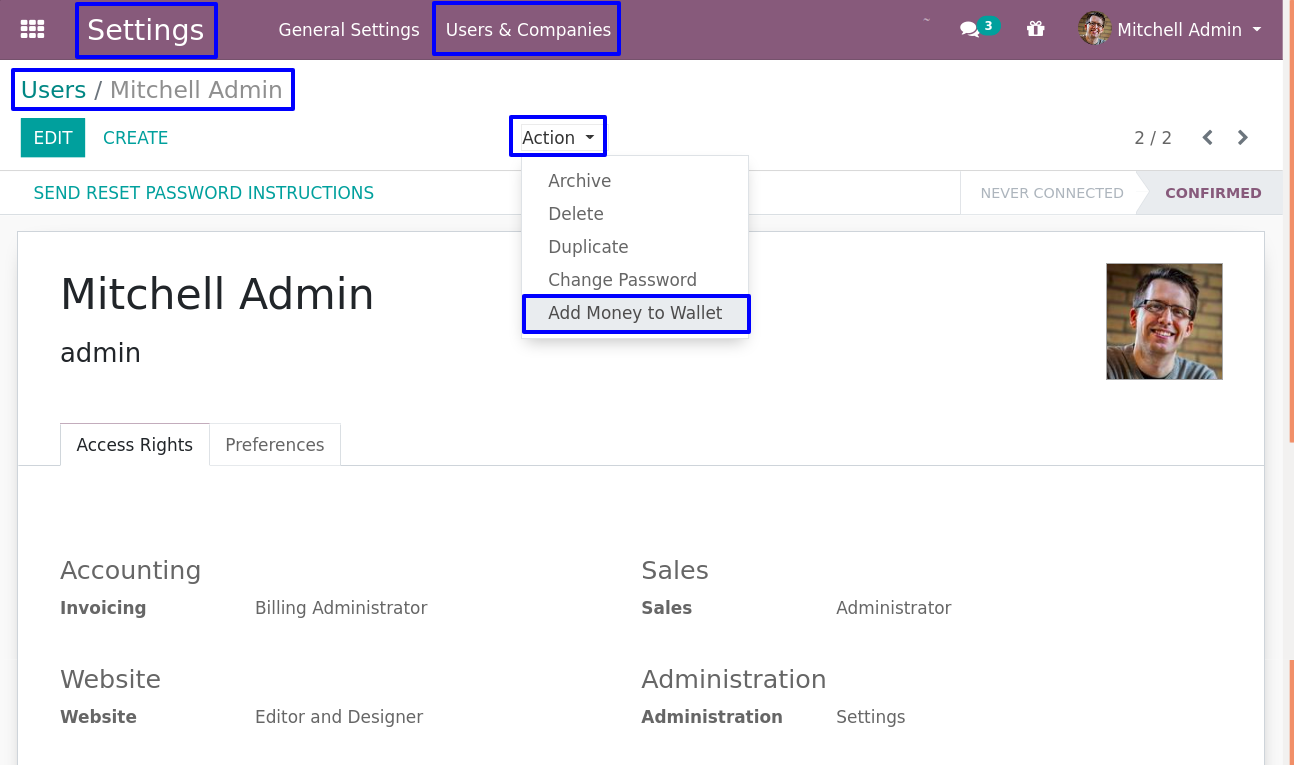 Settings General Settings Users & Companies 3 Mitchell Admin
Users / Mitchell Admin
EDIT CREATE Action 2 / 2
SEND RESET PASSWORD INSTRUCTIONS NEVER CONNECTED CONFIRMED
Archive
Delete
Duplicate
Change Password
Add Money to Wallet
Mitchell Admin
admin
Access Rights Preferences
Accounting Sales
Invoicing Billing Administrator Sales Administrator
Website Administration
Website Editor and Designer Administration Settings